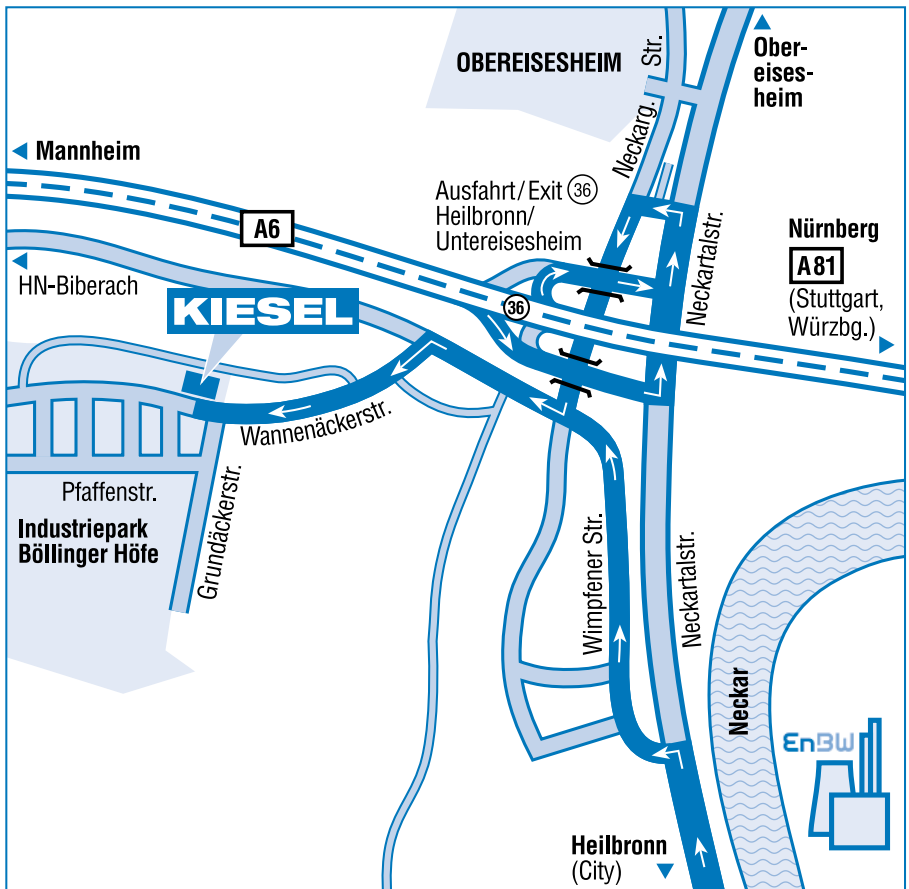 OBEREISESHEIM
Neckarg. Str.
Ober-
eises-
heim
Mannheim
A6
Ausfahrt/Exit 36
Heilbronn/
Untereisesheim
Neckartalstr.
Nürnberg
A81
(Stuttgart,
Würzbg.)
HN-Biberach
KIESEL
36
Wannenäckerstr.
Pfaffenstr.
Industriepark
Böllinger Höfe
Grundäckerstr.
Wimpfener Str.
Neckartalstr.
Neckar
EnBW
Heilbronn
(City)